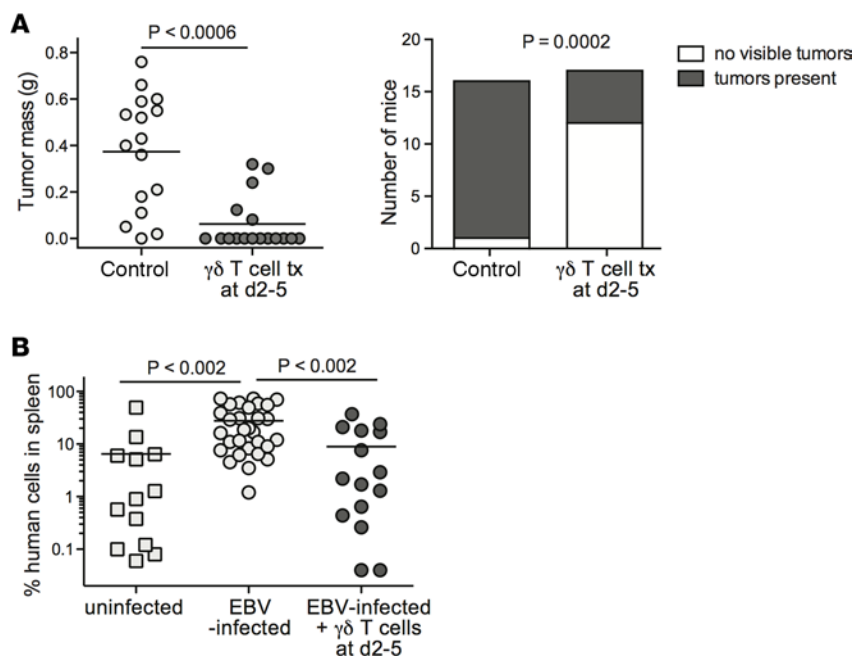 A
P < 0.0006
Tumor mass (g)
0.8
0.6
0.4
0.2
0.0
Control
γδ T cell tx
at d2-5
P = 0.0002
Number of mice
20
15
10
5
0
Control
γδ T cell tx
at d2-5
no visible tumors
tumors present
B
P < 0.002
P < 0.002
% human cells in spleen
100
10
1
0.1
uninfected
EBV
-infected
EBV-infected
+ γδ T cells
at d2-5